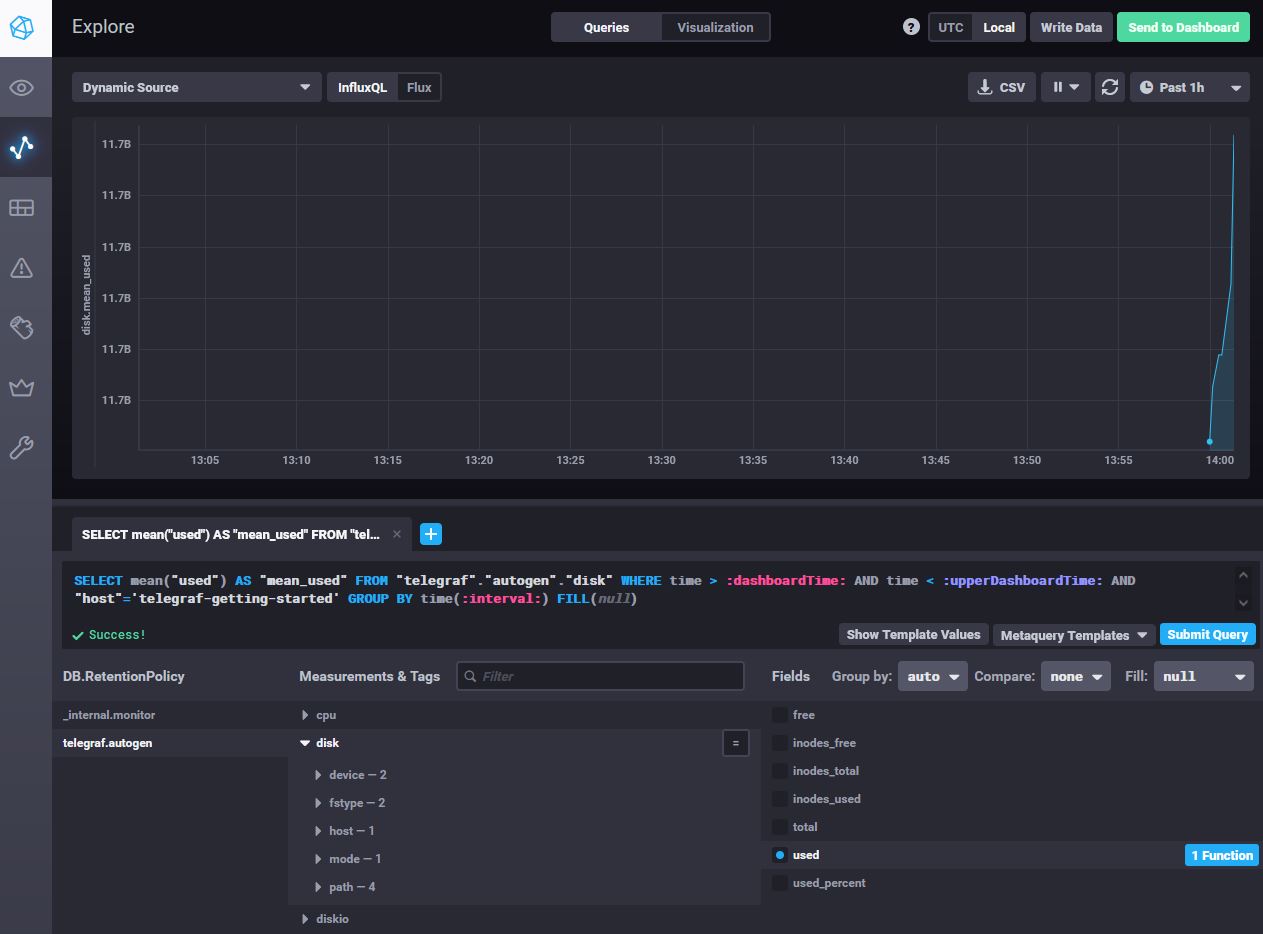 Explore
Queries
Visualization
?
UTC
Local
Write Data
Send to Dashboard
Dynamic Source
InfluxQL
Flux
CSV
Past 1h
disk.mean_used
11.7B
11.7B
11.7B
11.7B
11.7B
11.7B
13:05 13:10 13:15 13:20 13:25 13:30 13:35 13:40 13:45 13:50 13:55 14:00
SELECT mean("used") AS "mean_used" FROM "tel...
SELECT mean("used") AS "mean_used" FROM "telegraf"."autogen"."disk" WHERE time > :dashboardTime: AND time < :upperDashboardTime: AND
"host"='telegraf-getting-started' GROUP BY time(:interval:) FILL(null)
Success!
Show Template Values
Metaquery Templates
Submit Query
DB.RetentionPolicy
_internal.monitor
telegraf.autogen
Measurements & Tags
Filter
cpu
disk
=
device — 2
fstype — 2
host — 1
mode — 1
path — 4
diskio
Fields
Group by: auto
Compare: none
Fill: null
free
inodes_free
inodes_total
inodes_used
total
used
1 Function
used_percent